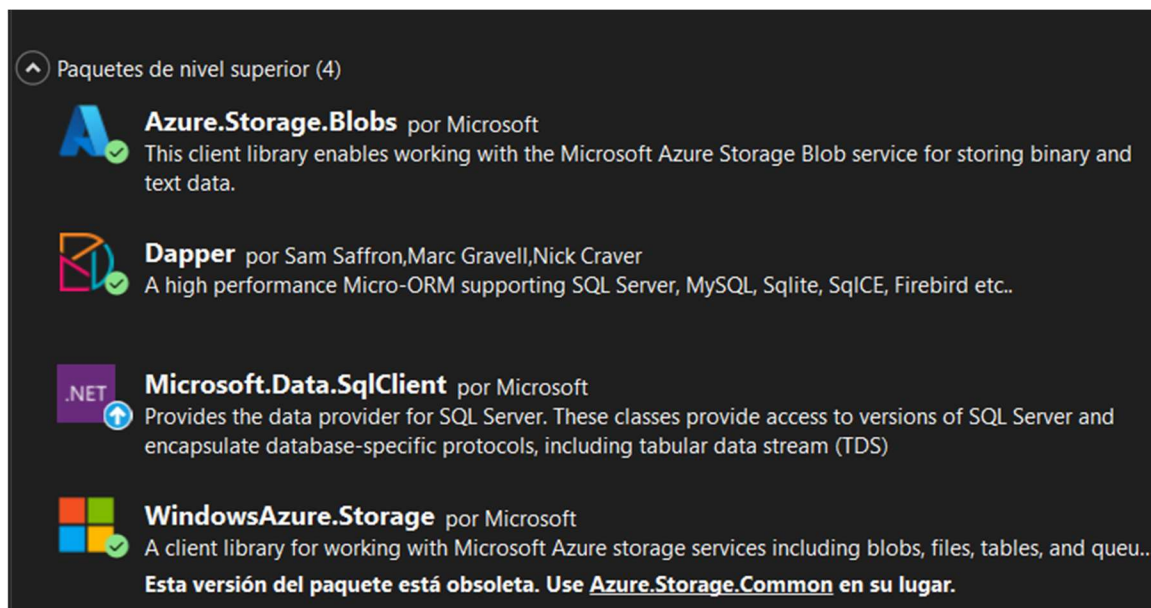 Paquetes de nivel superior (4)
Azure.Storage.Blobs por Microsoft
This client library enables working with the Microsoft Azure Storage Blob service for storing binary and
text data.
Dapper por Sam Saffron,Marc Gravell,Nick Craver
A high performance Micro-ORM supporting SQL Server, MySQL, Sqlite, SqlCE, Firebird etc..
.NET
Microsoft.Data.SqlClient por Microsoft
Provides the data provider for SQL Server. These classes provide access to versions of SQL Server and
encapsulate database-specific protocols, including tabular data stream (TDS)
WindowsAzure.Storage por Microsoft
A client library for working with Microsoft Azure storage services including blobs, files, tables, and queu..
Esta versión del paquete está obsoleta. Use Azure.Storage.Common en su lugar.